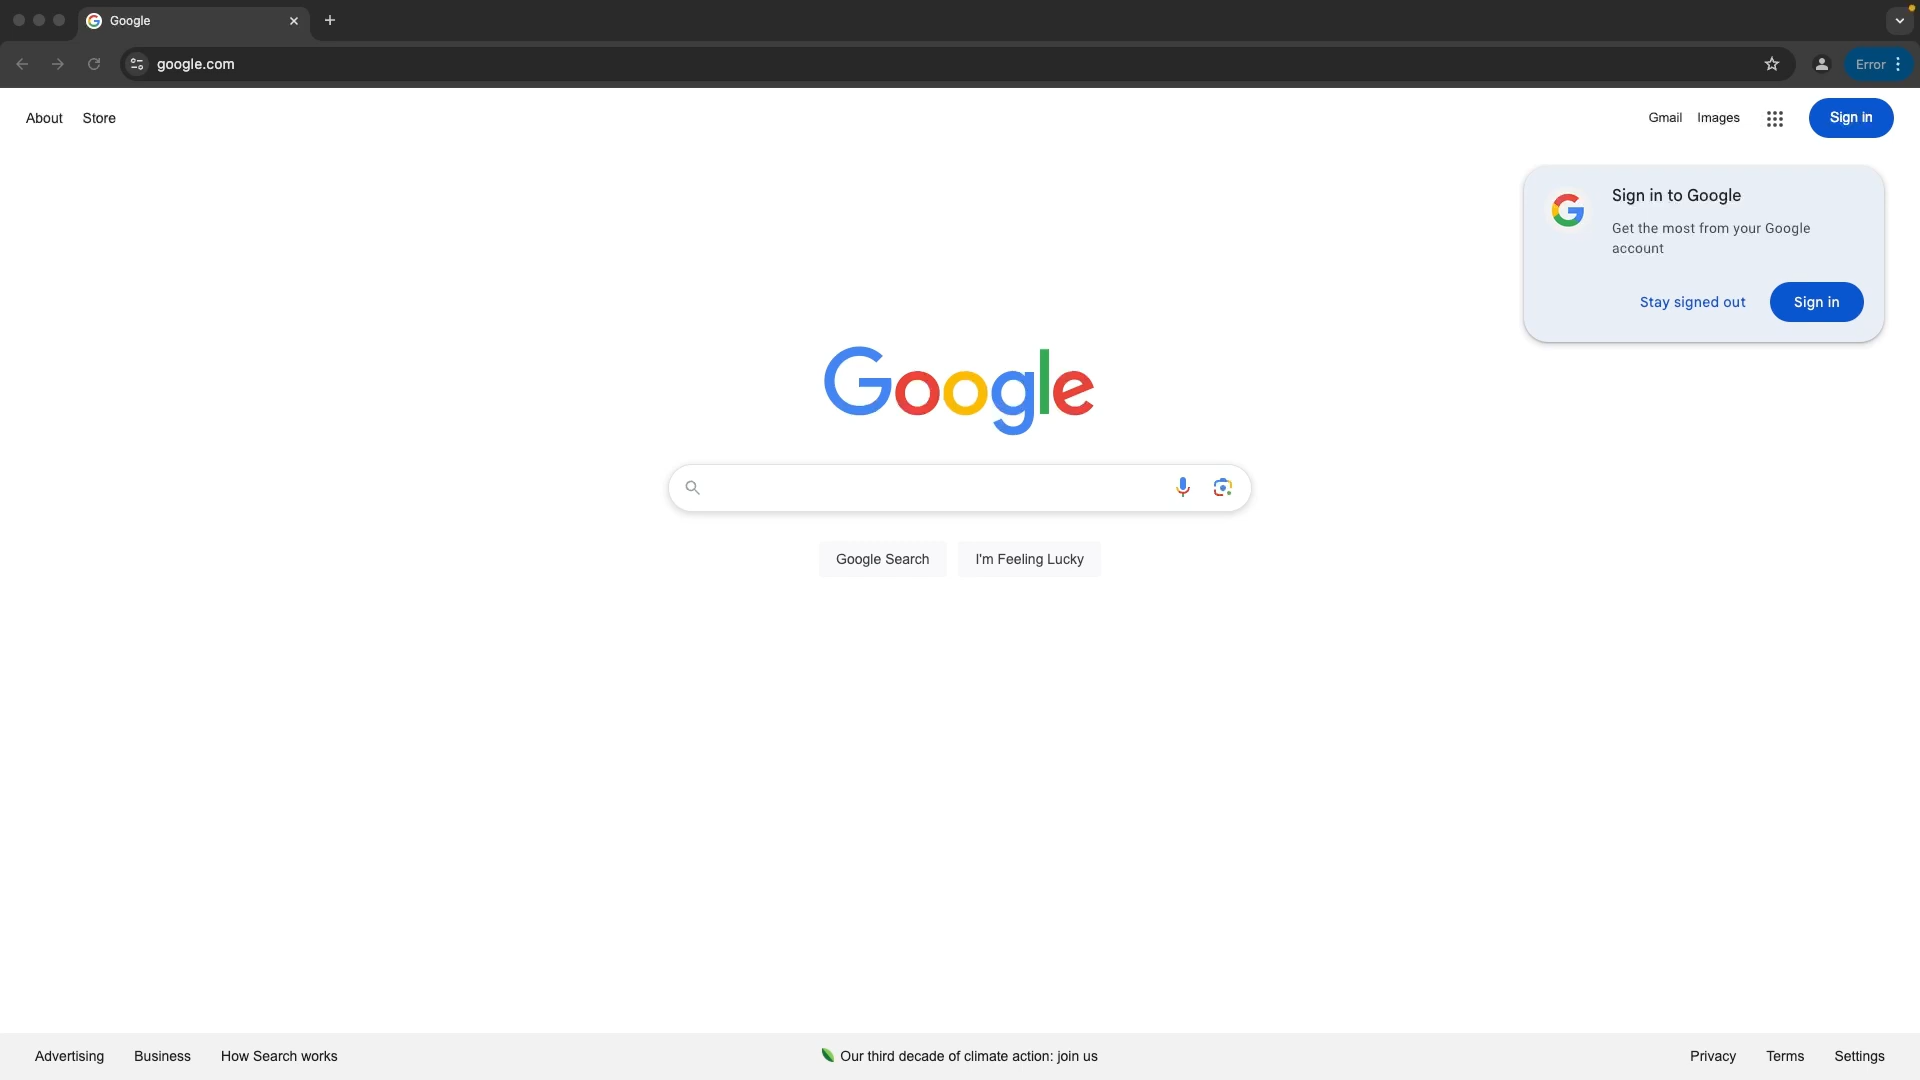 Google
google.com
Error
About Store
Gmail Images
Sign in
Sign in to Google
Get the most from your Google
account
Stay signed out
Sign in
Google
Google Search
I'm Feeling Lucky
Advertising Business How Search works
Our third decade of climate action: join us
Privacy Terms Settings